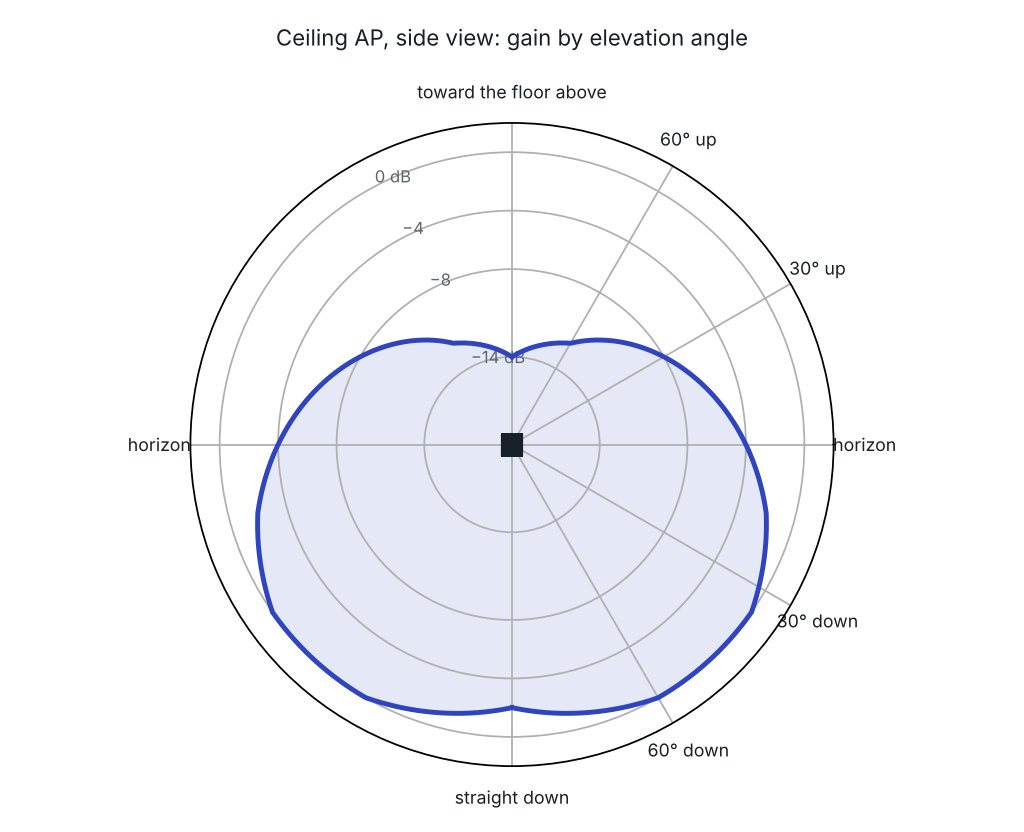 Ceiling AP, side view: gain by elevation angle
toward the floor above
60° up
0 dB
−4
30° up
−8
−14 dB
horizon
horizon
30° down
60° down
straight down